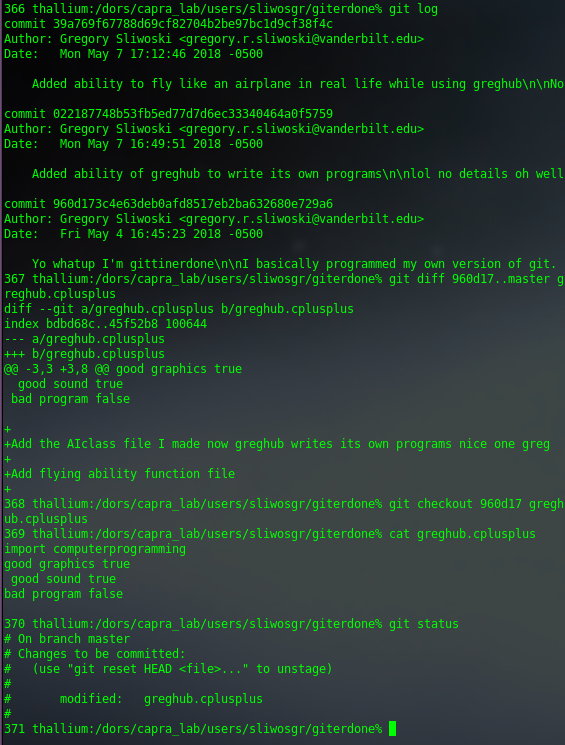 366 thallium:/dors/capra_lab/users/sliwosgr/giterdone% git log
commit 39a769f67788d69cf82704b2be97bc1d9cf38f4c
Author: Gregory Sliwoski <gregory.r.sliwoski@vanderbilt.edu>
Date:   Mon May 7 17:12:46 2018 -0500

    Added ability to fly like an airplane in real life while using greghub\n\nNo

commit 022187748b53fb5ed77d7d6ec33340464a0f5759
Author: Gregory Sliwoski <gregory.r.sliwoski@vanderbilt.edu>
Date:   Mon May 7 16:49:51 2018 -0500

    Added ability of greghub to write its own programs\n\nlol no details oh well

commit 960d173c4e63deb0afd8517eb2ba632680e729a6
Author: Gregory Sliwoski <gregory.r.sliwoski@vanderbilt.edu>
Date:   Fri May 4 16:45:23 2018 -0500

    Yo whatup I'm gittinerdone\n\nI basically programmed my own version of git.
367 thallium:/dors/capra_lab/users/sliwosgr/giterdone% git diff 960d17..master g
reghub.cplusplus
diff --git a/greghub.cplusplus b/greghub.cplusplus
index bdbd68c..45f52b8 100644
--- a/greghub.cplusplus
+++ b/greghub.cplusplus
@@ -3,3 +3,8 @@ good graphics true
  good sound true
 bad program false

+
+Add the AIclass file I made now greghub writes its own programs nice one greg
+
+Add flying ability function file
+
368 thallium:/dors/capra_lab/users/sliwosgr/giterdone% git checkout 960d17 gregh
ub.cplusplus
369 thallium:/dors/capra_lab/users/sliwosgr/giterdone% cat greghub.cplusplus
import computerprogramming
good graphics true
 good sound true
bad program false

370 thallium:/dors/capra_lab/users/sliwosgr/giterdone% git status
# On branch master
# Changes to be committed:
#   (use "git reset HEAD <file>..." to unstage)
#
#       modified:   greghub.cplusplus
#
371 thallium:/dors/capra_lab/users/sliwosgr/giterdone%